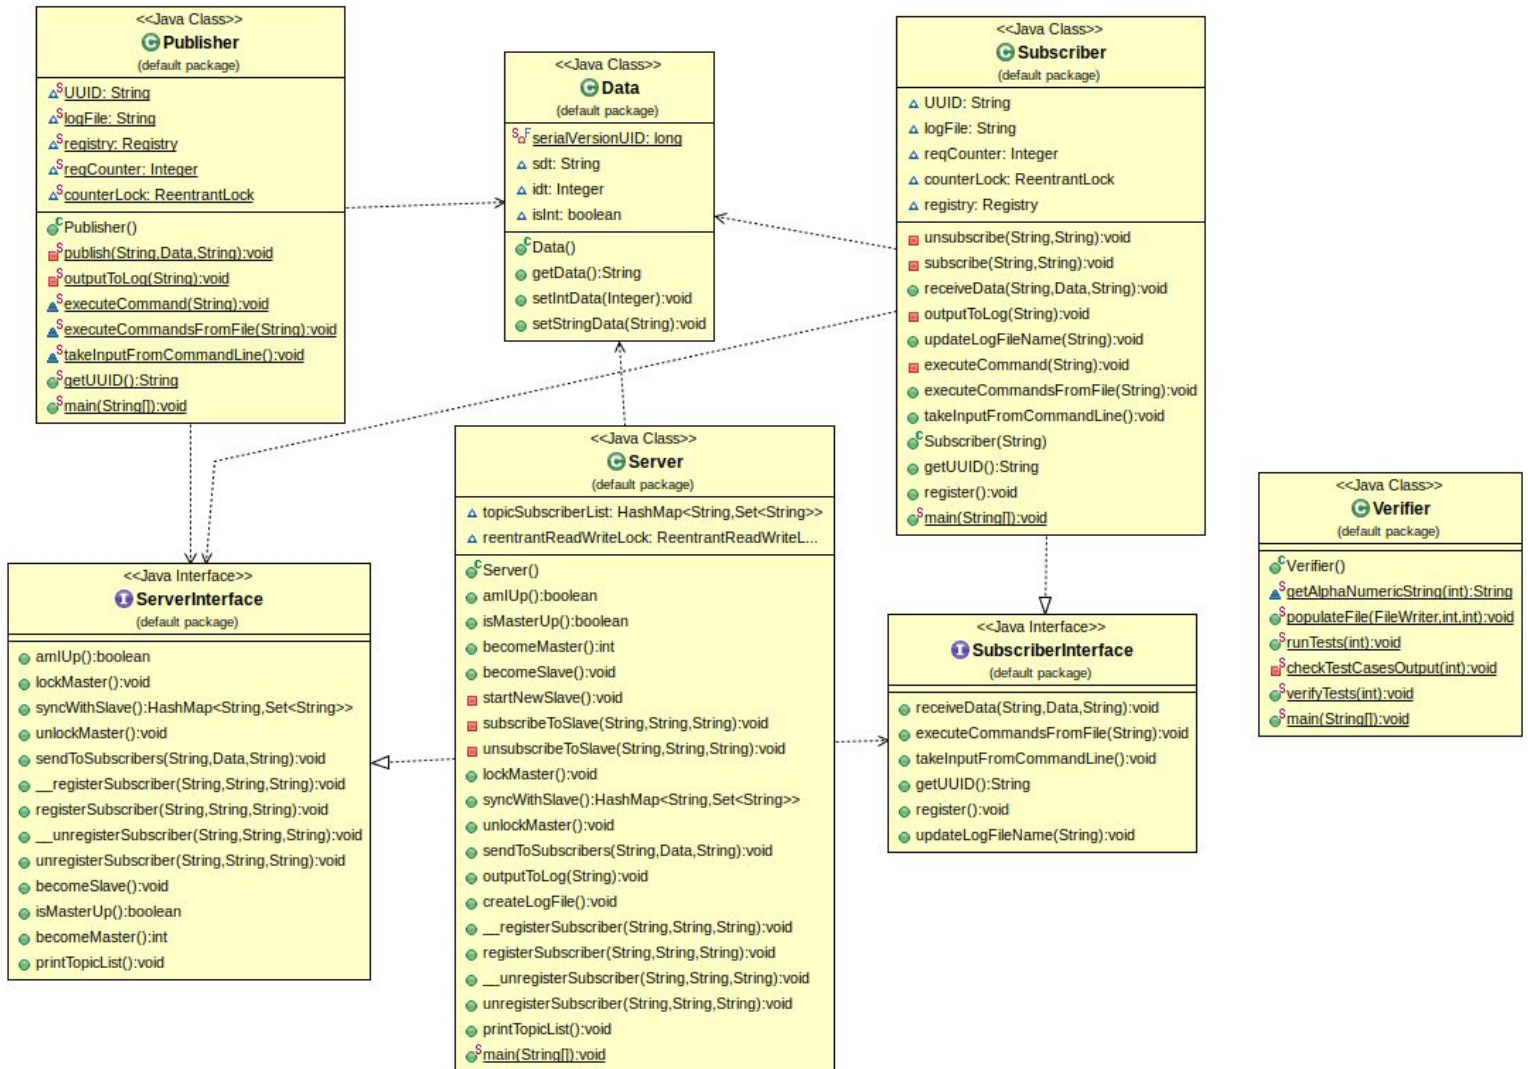 <<Java Class>>
Publisher
(default package)
UUID: String
logFile: String
registry: Registry
reqCounter: Integer
counterLock: ReentrantLock
Publisher()
publish(String,Data,String):void
outputToLog(String):void
executeCommand(String):void
executeCommandsFromFile(String):void
takeInputFromCommandLine():void
getUUID():String
main(String[]):void
<<Java Class>>
Data
(default package)
serialVersionUID: long
sdt: String
idt: Integer
isInt: boolean
Data()
getData():String
setIntData(Integer):void
setStringData(String):void
<<Java Class>>
Subscriber
(default package)
UUID: String
logFile: String
reqCounter: Integer
counterLock: ReentrantLock
registry: Registry
unsubscribe(String,String):void
subscribe(String,String):void
receiveData(String,Data,String):void
outputToLog(String):void
updateLogFileName(String):void
executeCommand(String):void
executeCommandsFromFile(String):void
takeInputFromCommandLine():void
Subscriber(String)
getUUID():String
register():void
main(String[]):void
<<Java Interface>>
ServerInterface
(default package)
amIUp():boolean
lockMaster():void
syncWithSlave():HashMap<String,Set<String>>
unlockMaster():void
sendToSubscribers(String,Data,String):void
__registerSubscriber(String,String,String):void
registerSubscriber(String,String,String):void
__unregisterSubscriber(String,String,String):void
unregisterSubscriber(String,String,String):void
becomeSlave():void
isMasterUp():boolean
becomeMaster():int
printTopicList():void
<<Java Class>>
Server
(default package)
topicSubscriberList: HashMap<String,Set<String>>
reentrantReadWriteLock: ReentrantReadWriteL...
Server()
amIUp():boolean
isMasterUp():boolean
becomeMaster():int
becomeSlave():void
startNewSlave():void
subscribeToSlave(String,String,String):void
unsubscribeToSlave(String,String,String):void
lockMaster():void
syncWithSlave():HashMap<String,Set<String>>
unlockMaster():void
sendToSubscribers(String,Data,String):void
outputToLog(String):void
createLogFile():void
__registerSubscriber(String,String,String):void
registerSubscriber(String,String,String):void
__unregisterSubscriber(String,String,String):void
unregisterSubscriber(String,String,String):void
printTopicList():void
main(String[]):void
<<Java Interface>>
SubscriberInterface
(default package)
receiveData(String,Data,String):void
executeCommandsFromFile(String):void
takeInputFromCommandLine():void
getUUID():String
register():void
updateLogFileName(String):void
<<Java Class>>
Verifier
(default package)
Verifier()
getAlphaNumericString(int):String
populateFile(FileWriter,int,int):void
runTests(int):void
checkTestCasesOutput(int):void
verifyTests(int):void
main(String[]):void